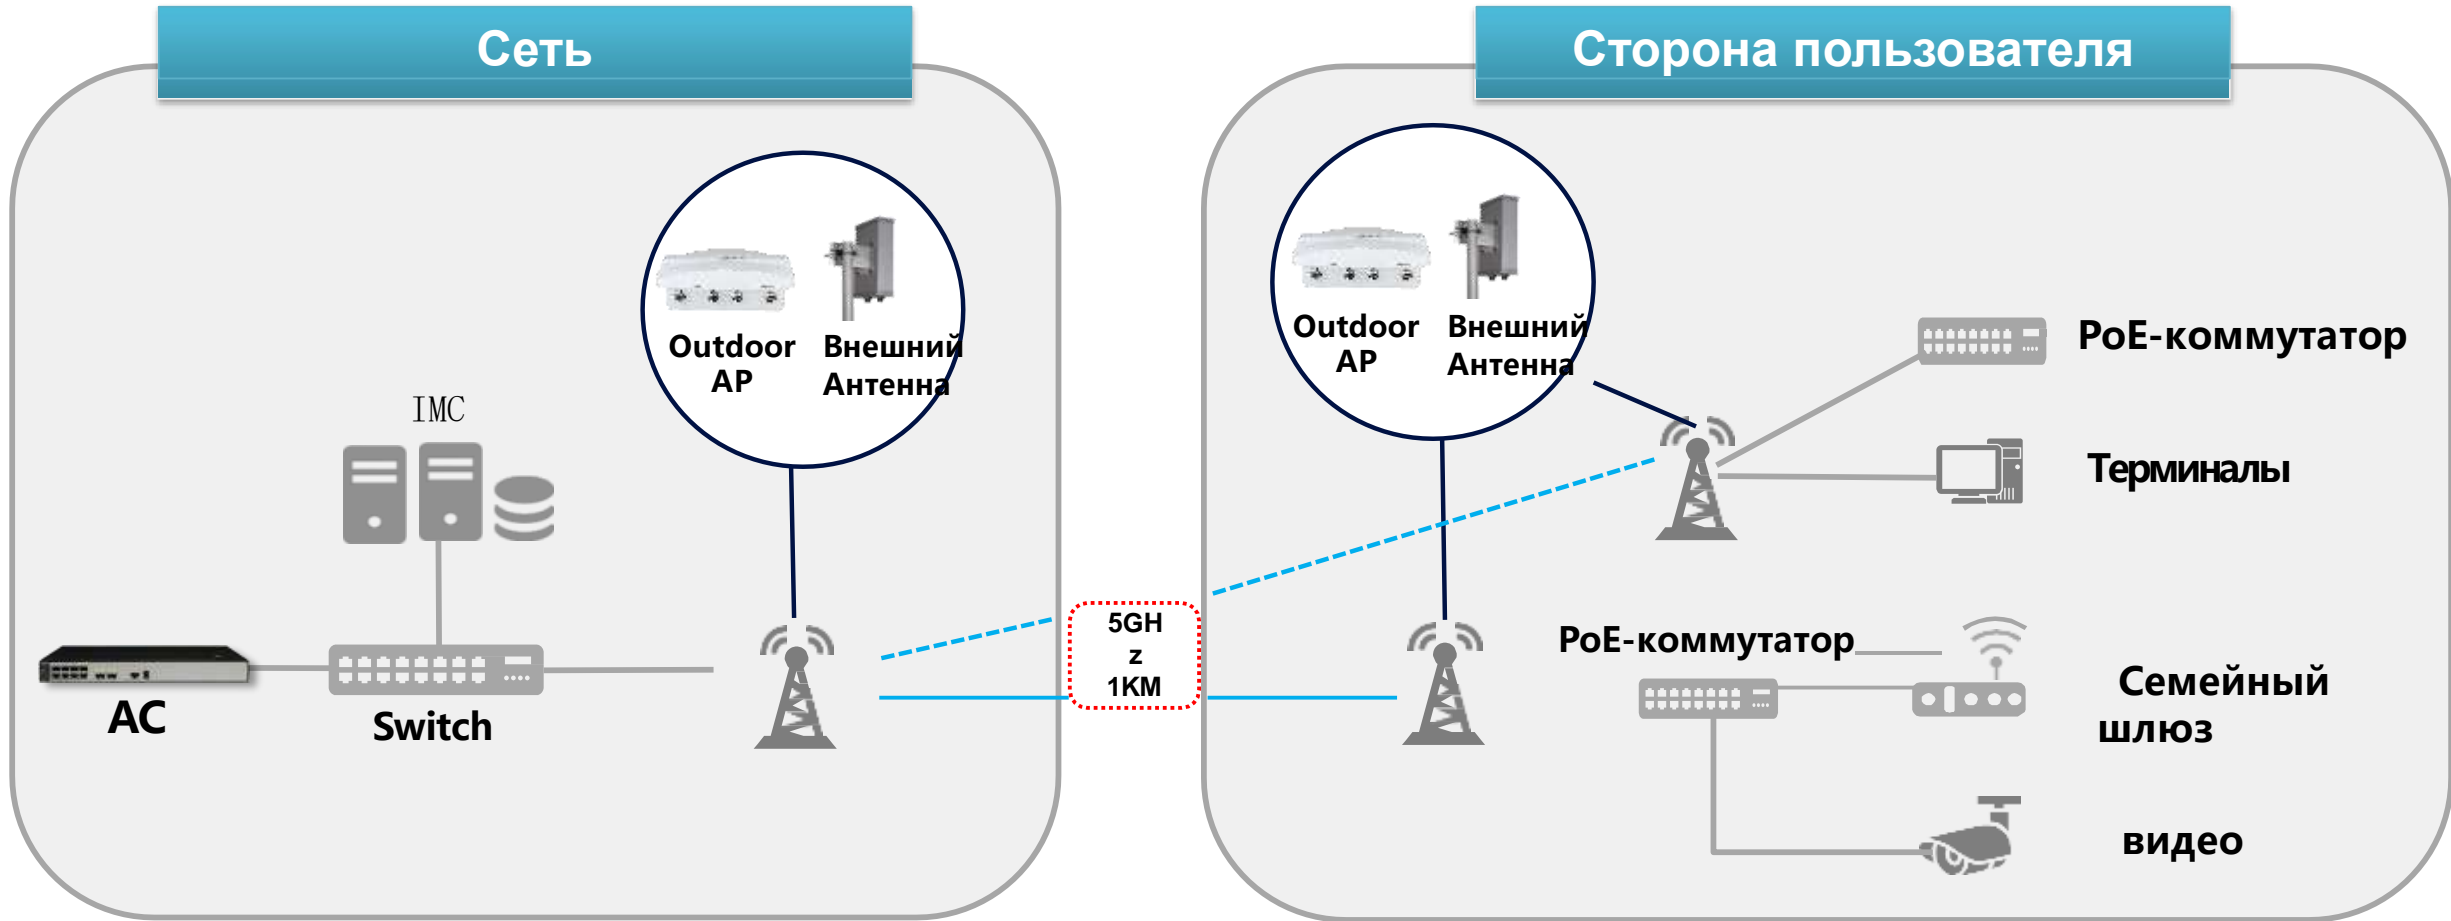 Сеть
Сторона пользователя
Outdoor
AP
Внешний
Антенна
IMC
AC
Switch
5GH
z
1KM
Outdoor
AP
Внешний
Антенна
PoE-коммутатор
Терминалы
PoE-коммутатор
Семейный
шлюз
видео